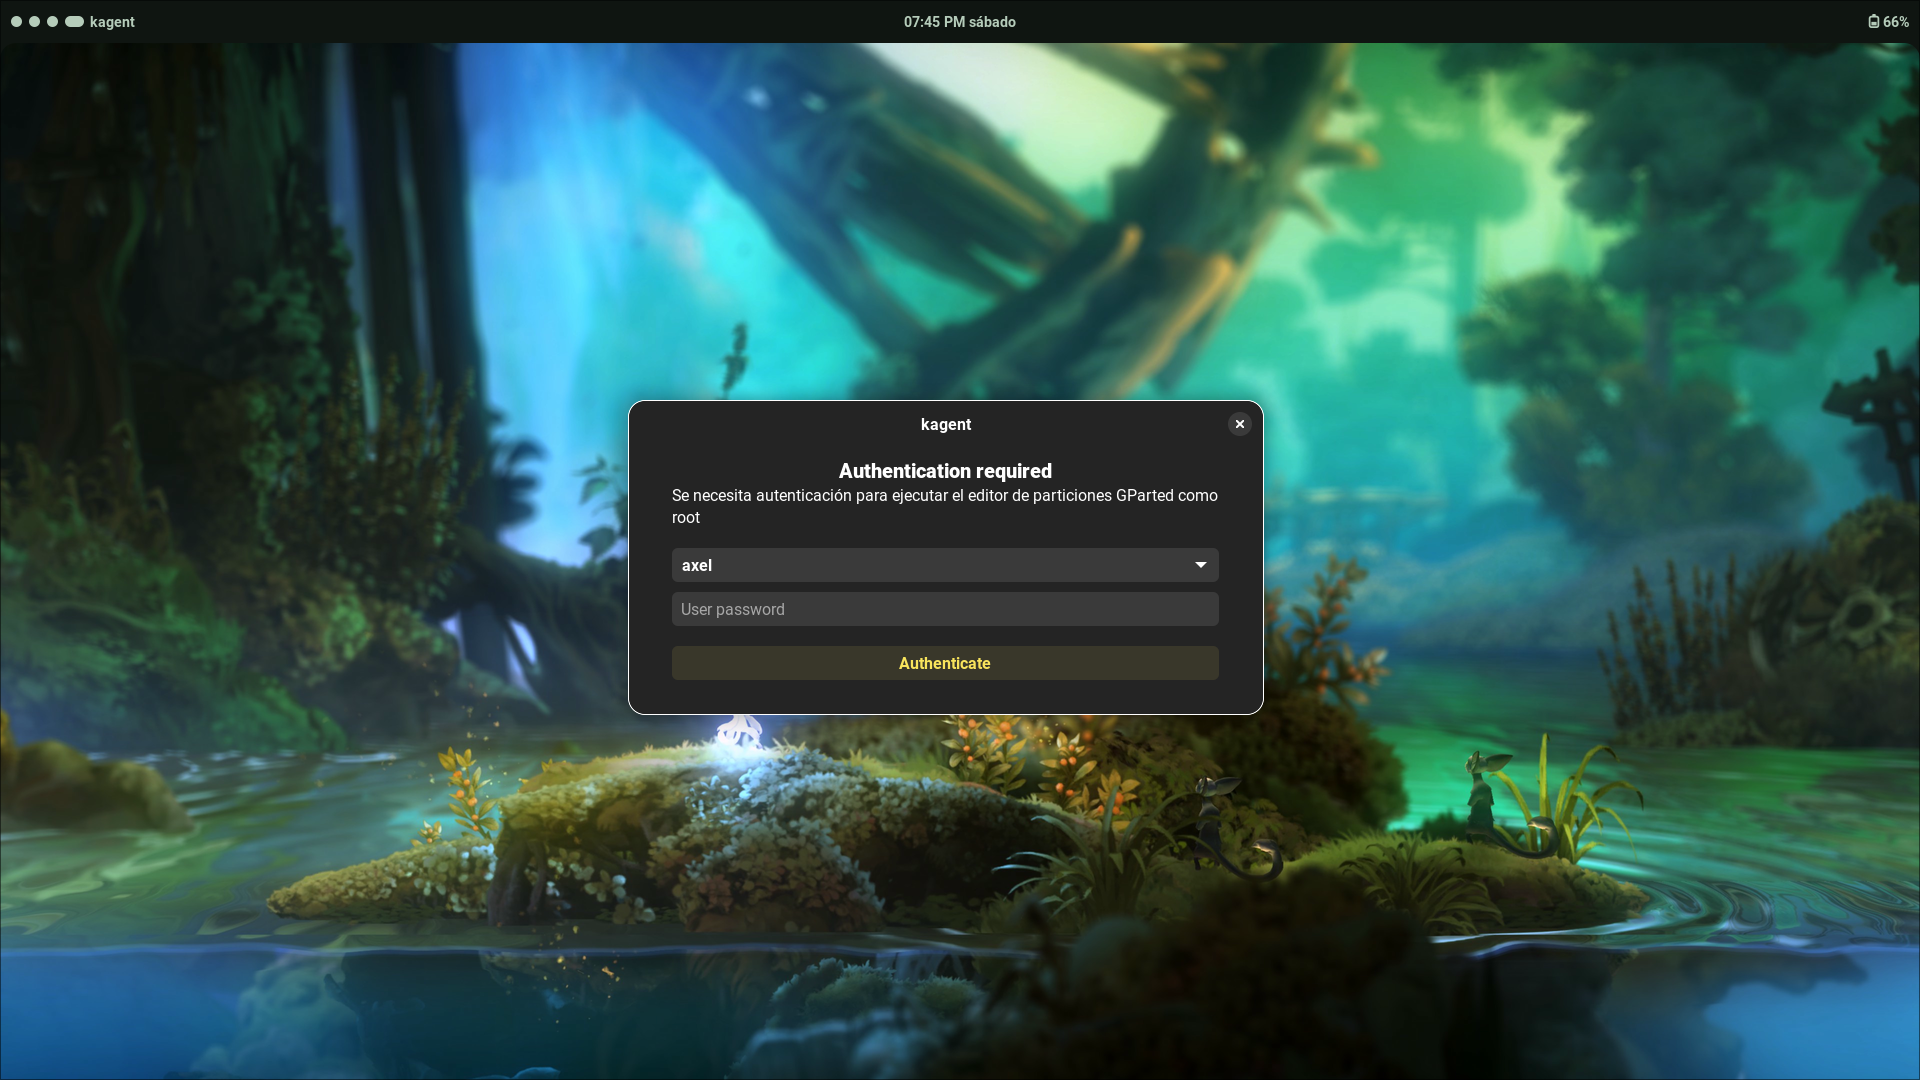 kagent
07:45 PM sábado
66%
kagent
Authentication required
Se necesita autenticación para ejecutar el editor de particiones GParted como
root
axel
User password
Authenticate